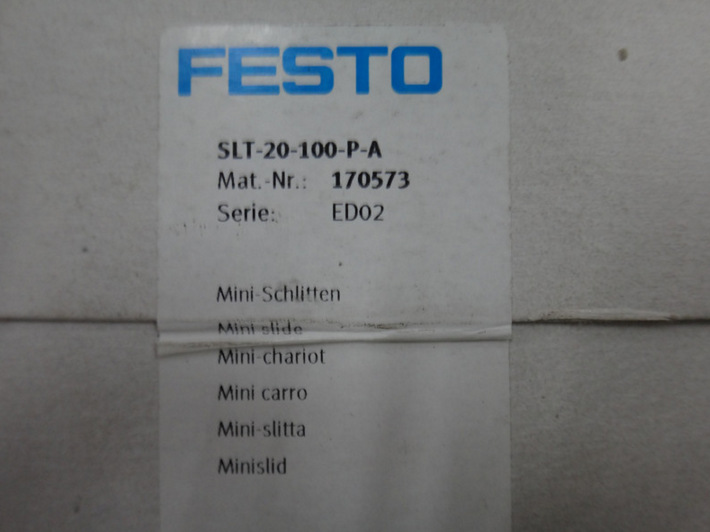 FESTO
SLT-20-100-P-A
Mat.-Nr.: 170573
Serie: ED02
Mini-Schlitten
Mini slide
Mini-chariot
Mini carro
Mini-slitta
Minislid